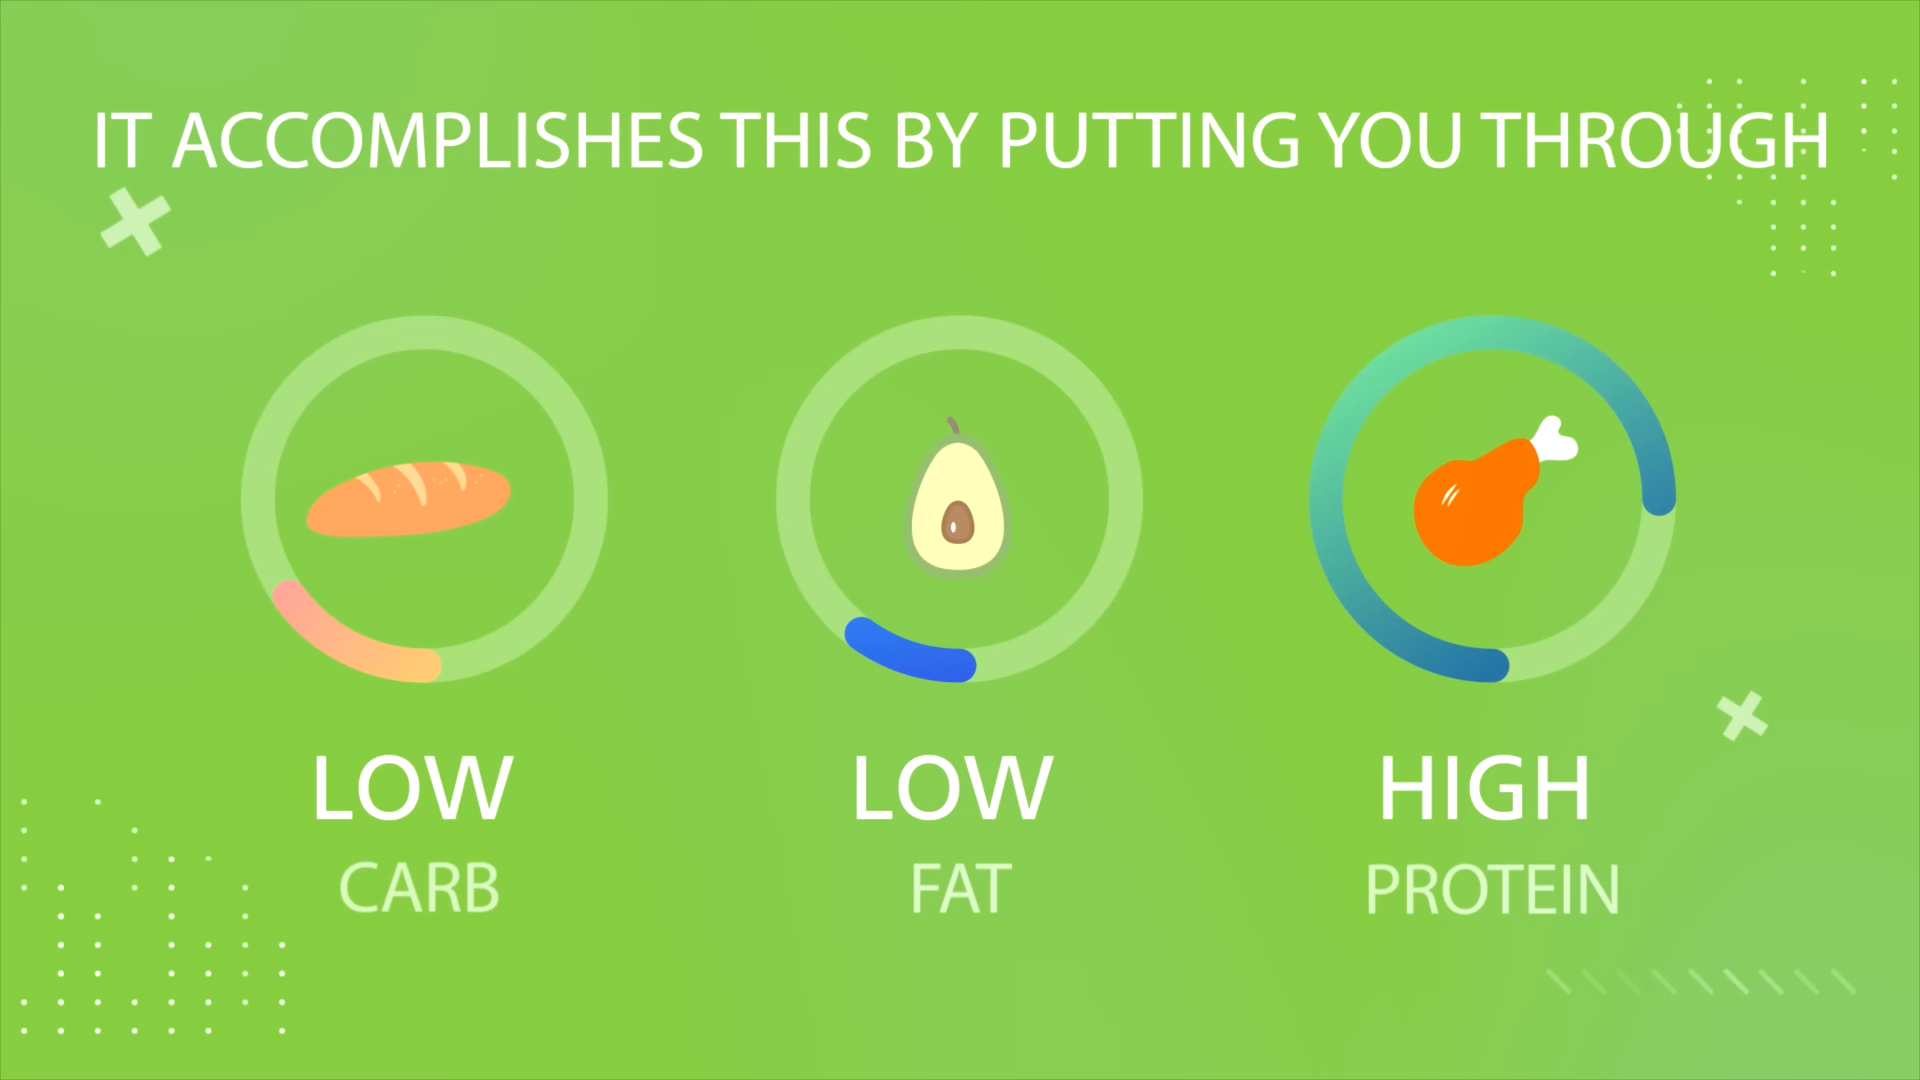 IT ACCOMPLISHES THIS BY PUTTING YOU THROUGH
LOW
CARB
LOW
FAT
HIGH
PROTEIN